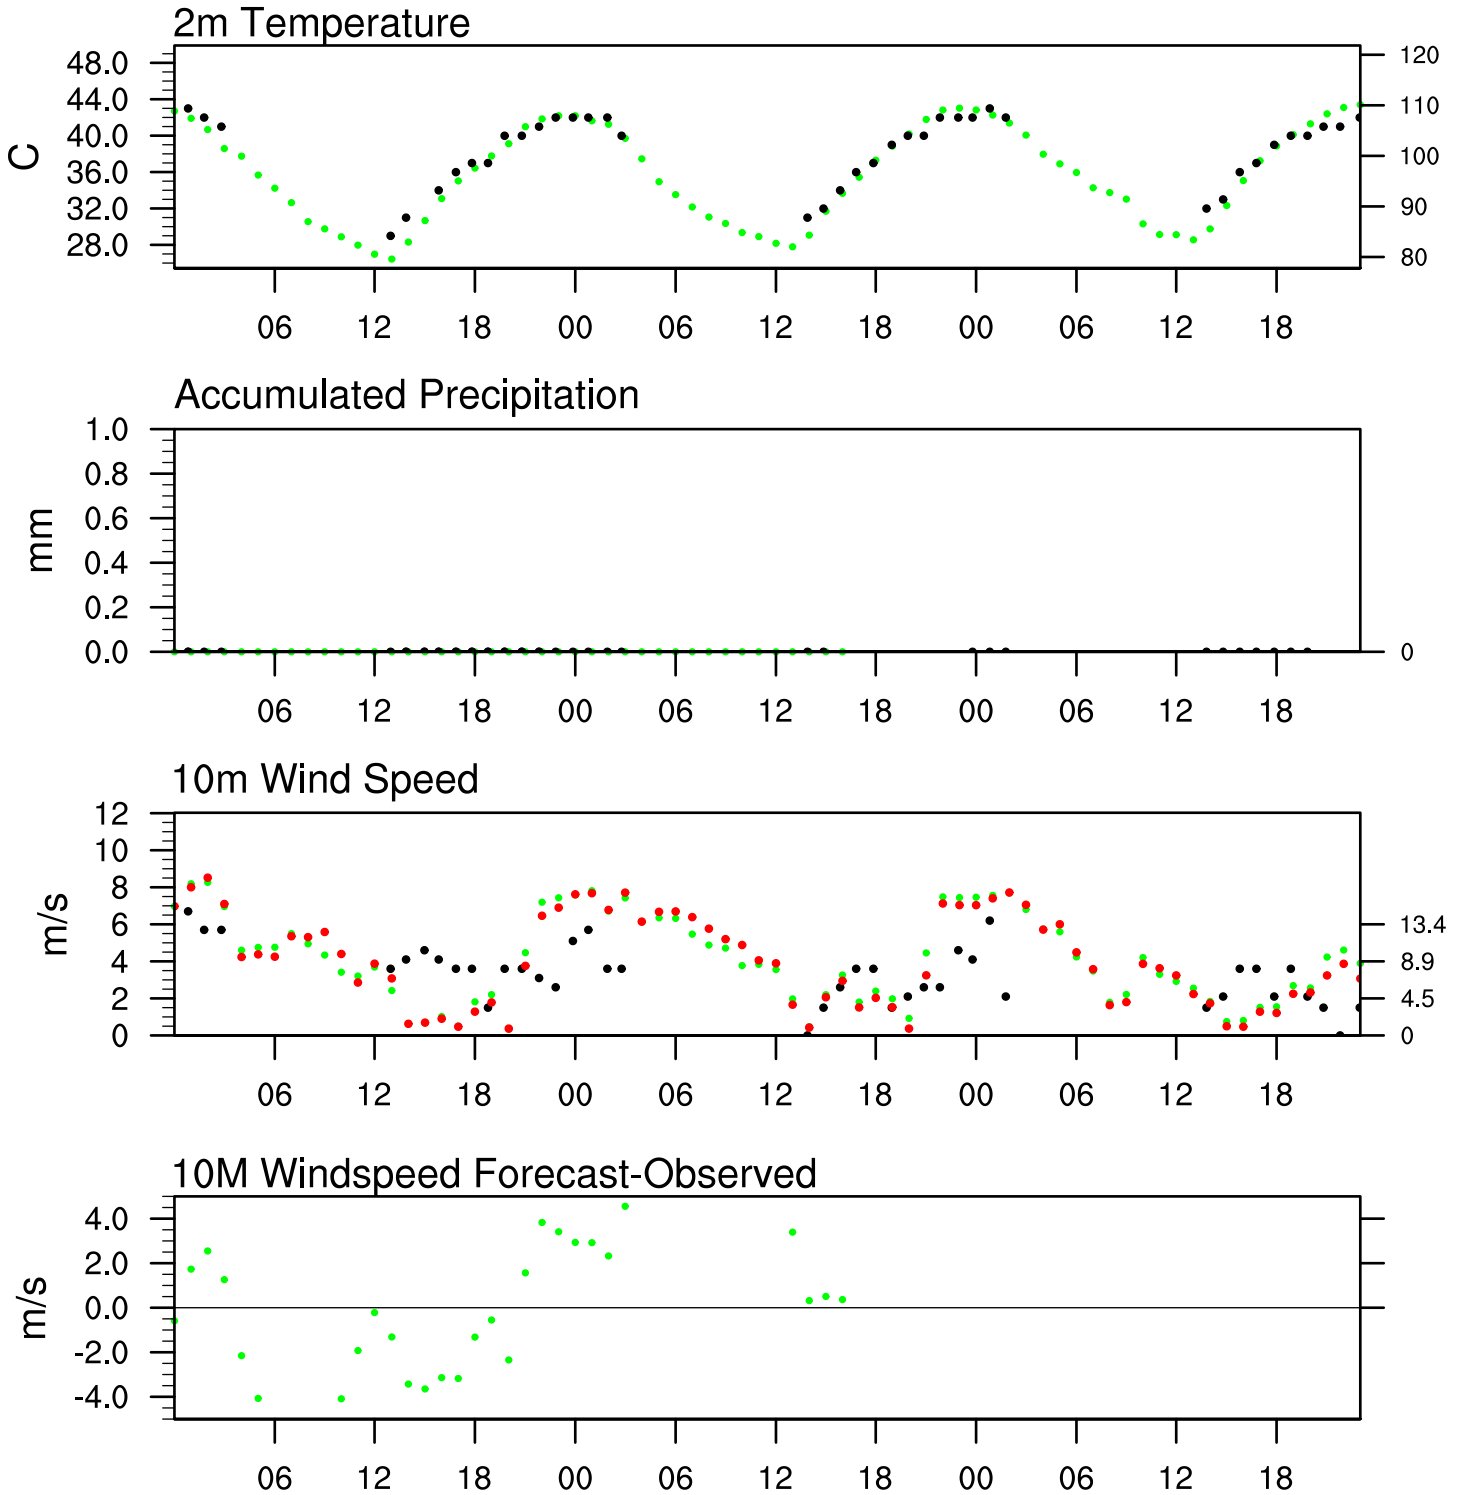 2m Temperature
48.0
44.0
40.0
36.0
32.0
28.0
C
120
110
100
90
80
06 12 18 00 06 12 18 00 06 12 18
Accumulated Precipitation
1.0
0.8
0.6
0.4
0.2
0.0
mm
0
06 12 18 00 06 12 18 00 06 12 18
10m Wind Speed
12
10
8
6
4
2
0
m/s
13.4
8.9
4.5
0
06 12 18 00 06 12 18 00 06 12 18
10M Windspeed Forecast-Observed
4.0
2.0
0.0
-2.0
-4.0
m/s
06 12 18 00 06 12 18 00 06 12 18